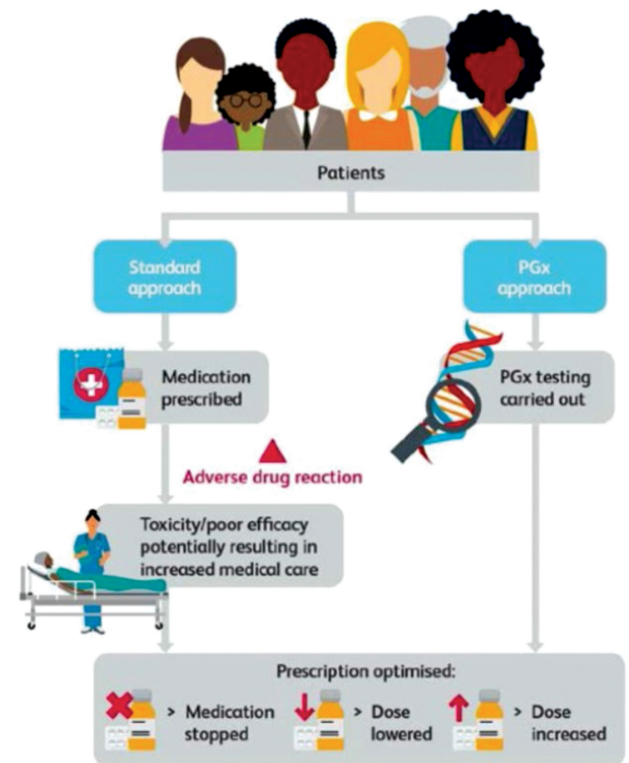 Patients
Standard
approach
PGx
approach
Medication
prescribed
PGx testing
carried out
Adverse drug reaction
Toxicity/poor efficacy
potentially resulting in
increased medical care
Prescription optimised:
> Medication
stopped
> Dose
lowered
> Dose
increased